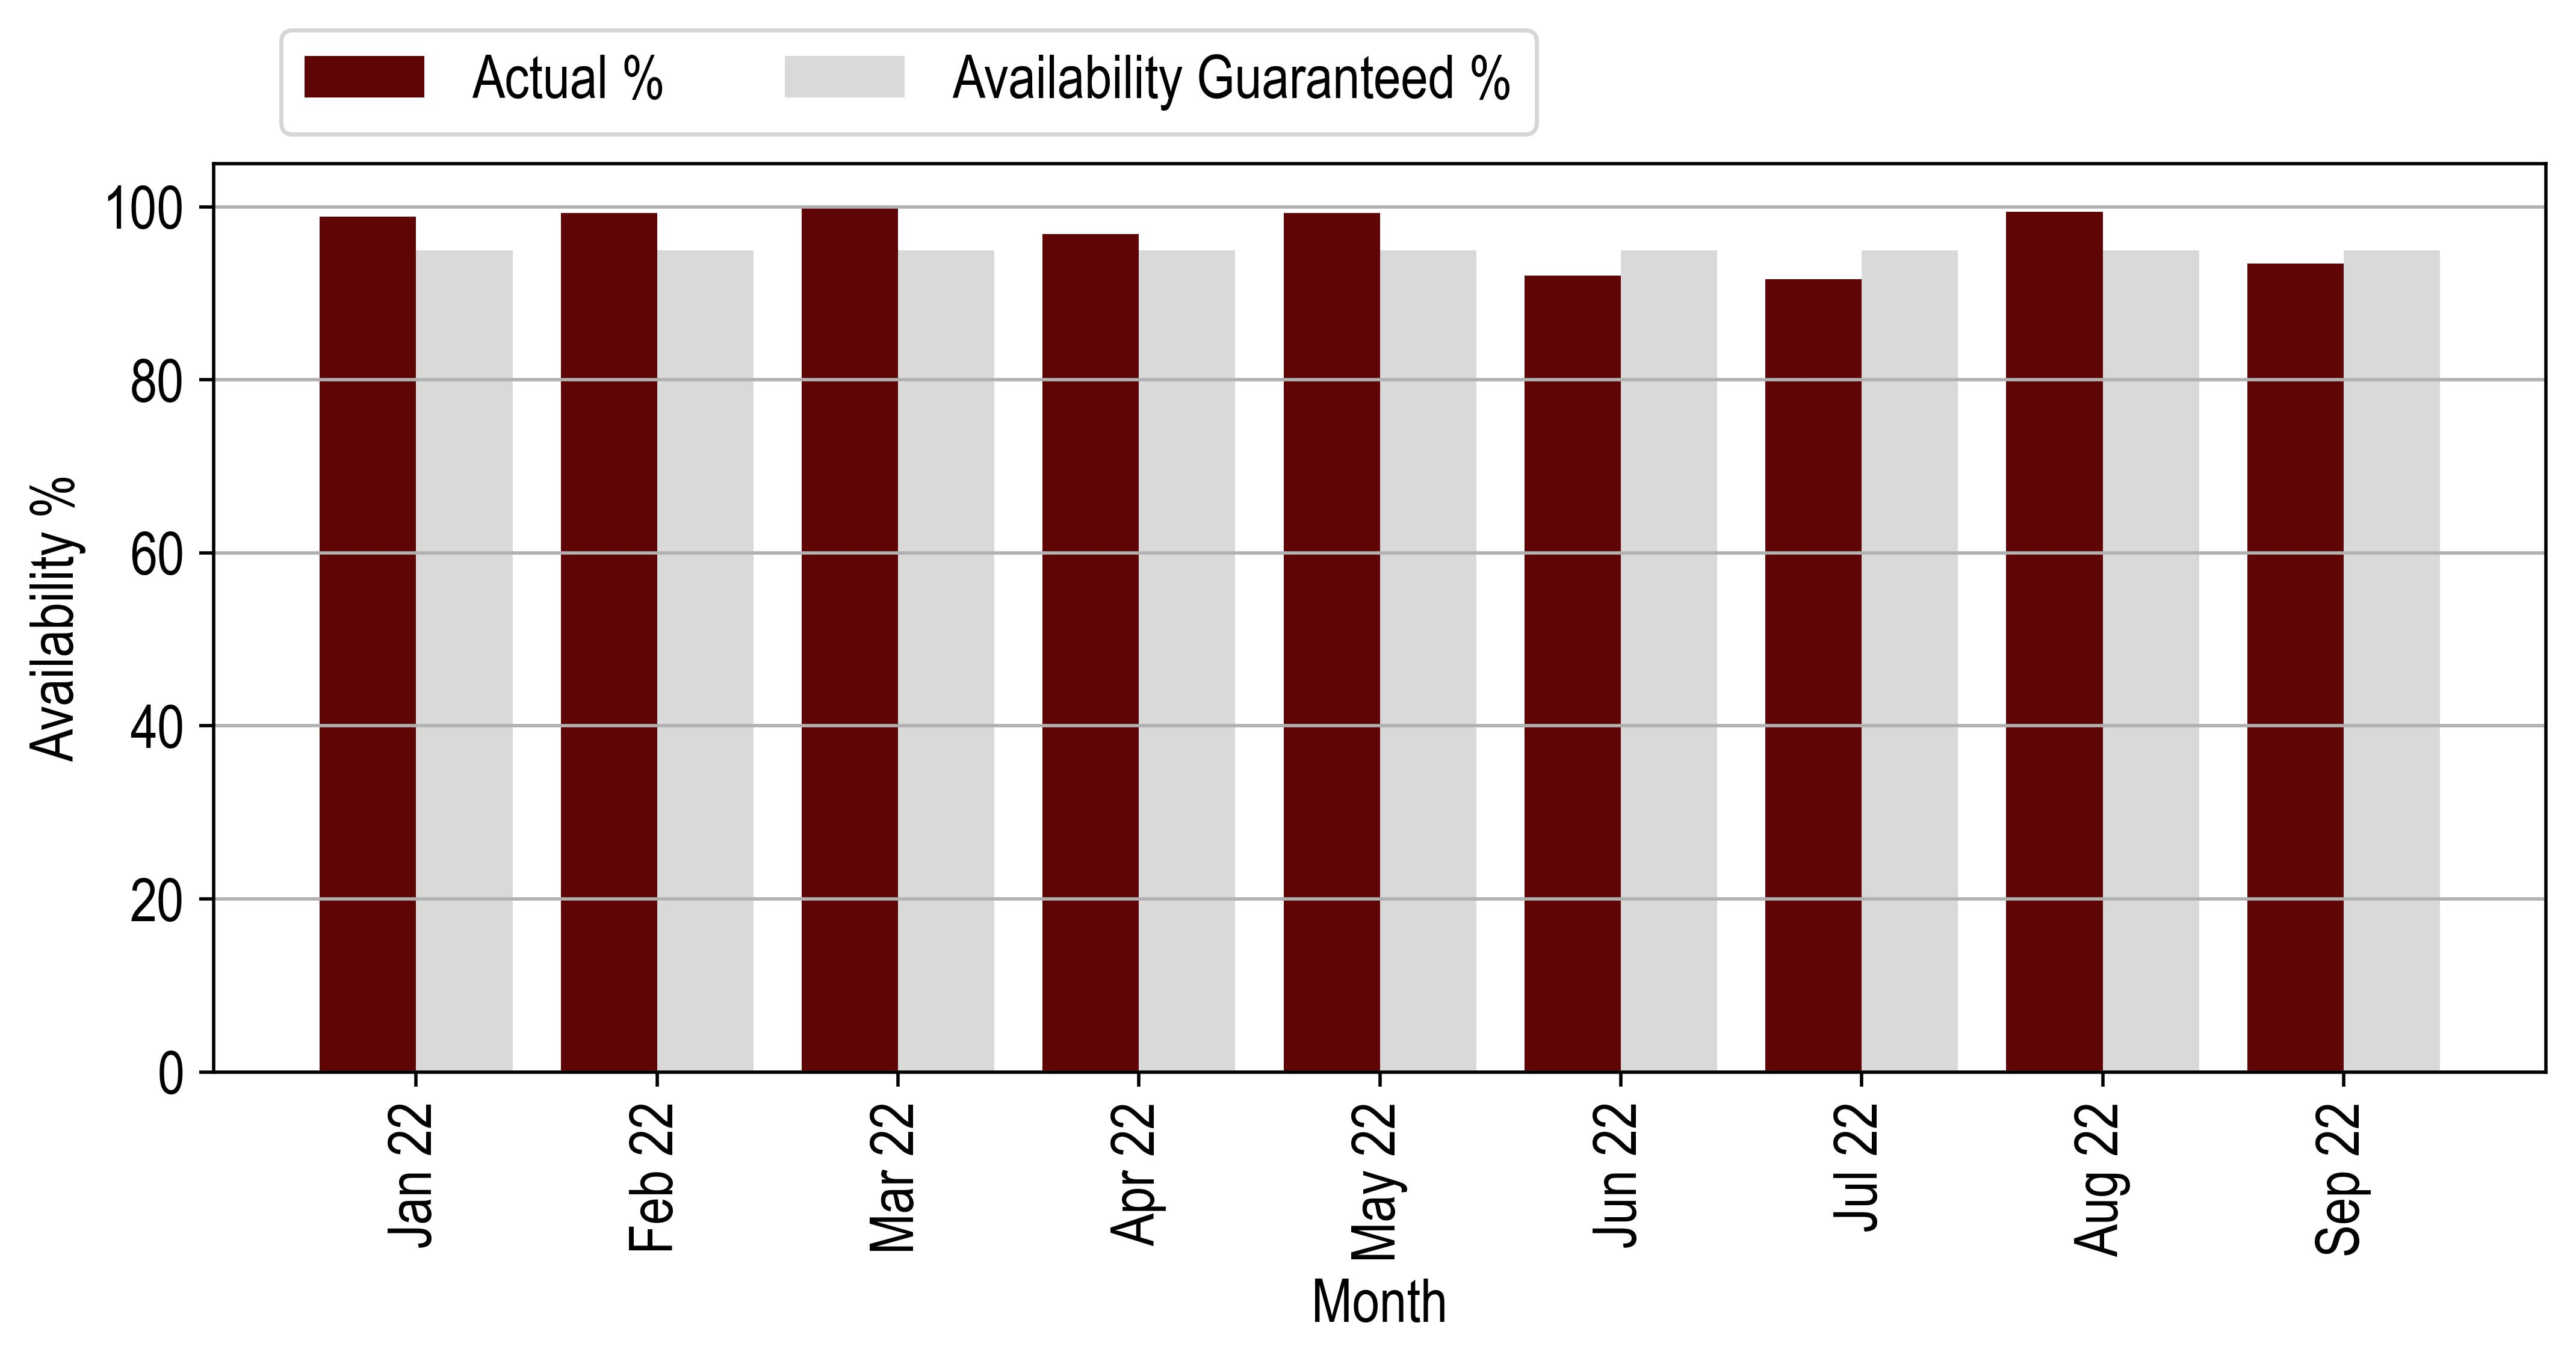 Actual %
Availability Guaranteed %
100
80
60
40
20
0
Availability %
Jan 22
Feb 22
Mar 22
Apr 22
May 22
Jun 22
Jul 22
Aug 22
Sep 22
Month